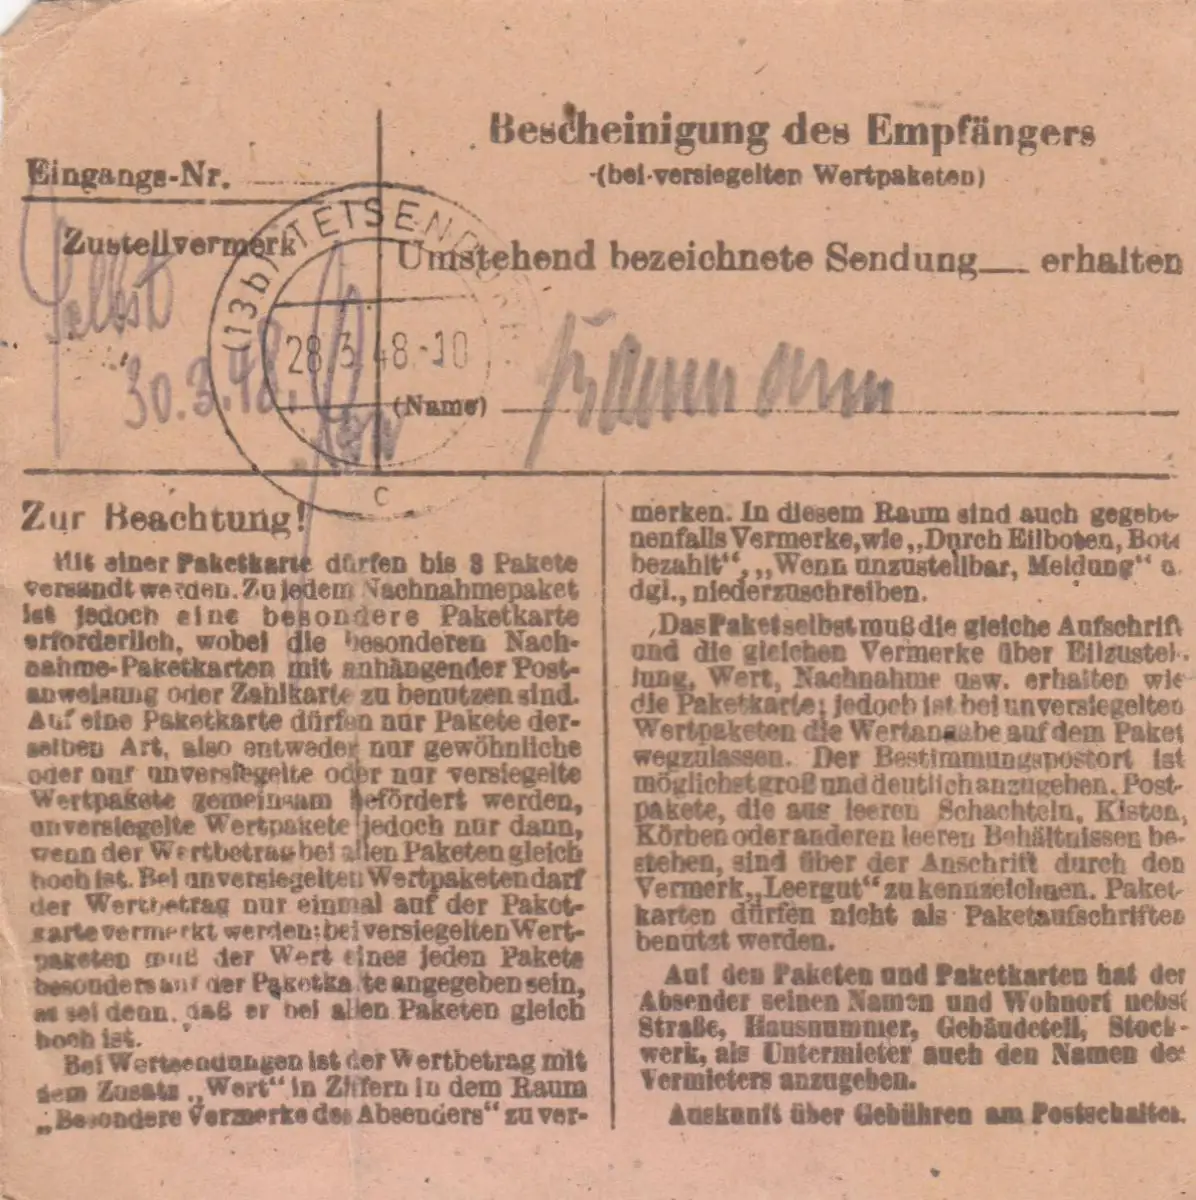 Bescheinigung des Empfängers
(bei versiegelten Wertpaketen)
Eingangs-Nr.
Zustellvermerk
Umstehend bezeichnete Sendung erhalten
Selbst
30.3.48.
(13b) TEISENDORF
28.3.48.-10
c
(Name)
Zur Beachtung!
Mit einer Paketkarte dürfen bis 3 Pakete
versandt werden. Zu jedem Nachnahmepaket
ist jedoch eine besondere Paketkarte
erforderlich, wobei die besonderen Nach-
nahme-Paketkarten mit anhängender Post-
anweisung oder Zahlkarte zu benutzen sind.
Auf eine Paketkarte dürfen nur Pakete der-
selben Art, also entweder nur gewöhnliche
oder nur unversiegelte oder nur versiegelte
Wertpakete gemeinsam befördert werden,
unversiegelte Wertpakete jedoch nur dann,
wenn der Wertbetrag bei allen Paketen gleich
hoch ist. Bei unversiegelten Wertpaketen darf
der Wertbetrag nur einmal auf der Paket-
karte vermerkt werden; bei versiegelten Wert-
paketen muß der Wert eines jeden Pakets
besonders auf der Paketkarte angegeben sein,
es sei denn, daß er bei allen Paketen gleich
hoch ist.
Bei Wertsendungen ist der Wertbetrag mit
dem Zusatz „Wert“ in Ziffern in dem Raum
„Besondere Vermerke des Absenders“ zu ver-
merken. In diesem Raum sind auch gegebe-
nenfalls Vermerke, wie „Durch Eilboten, Bote
bezahlt“, „Wenn unzustellbar, Meldung“ u.
dgl., niederzuschreiben.
Das Paket selbst muß die gleiche Aufschrift
und die gleichen Vermerke über Eilzustel-
lung, Wert, Nachnahme usw. erhalten wie
die Paketkarte; jedoch ist bei unversiegelten
Wertpaketen die Wertangabe auf dem Paket
wegzulassen. Der Bestimmungspostort ist
möglichst groß und deutlich anzugeben. Post-
pakete, die aus leeren Schachteln, Kisten,
Körben oder anderen leeren Behältnissen be-
stehen, sind über der Anschrift durch den
Vermerk „Leergut“ zu kennzeichnen. Paket-
karten dürfen nicht als Paketaufschriften
benutzt werden.
Auf den Paketen und Paketkarten hat der
Absender seinen Namen und Wohnort nebst
Straße, Hausnummer, Gebäudeteil, Stock-
werk, als Untermieter auch den Namen des
Vermieters anzugeben.
Auskunft über Gebühren am Postschalter.